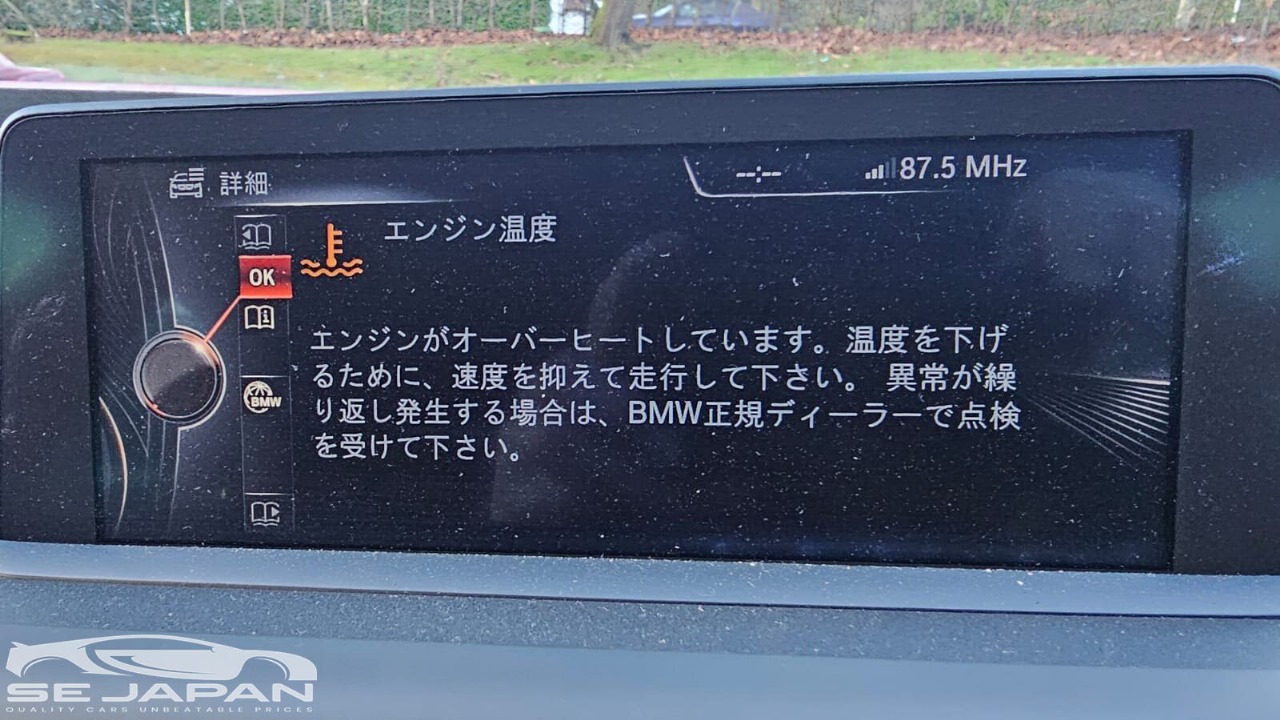 詳細
--:-- 87.5 MHz
エンジン温度
OK
エンジンがオーバーヒートしています。温度を下げ
るために、速度を抑えて走行して下さい。 異常が繰
り返し発生する場合は、BMW正規ディーラーで点検
を受けて下さい。
BMW
SE JAPAN
QUALITY CARS UNBEATABLE PRICES